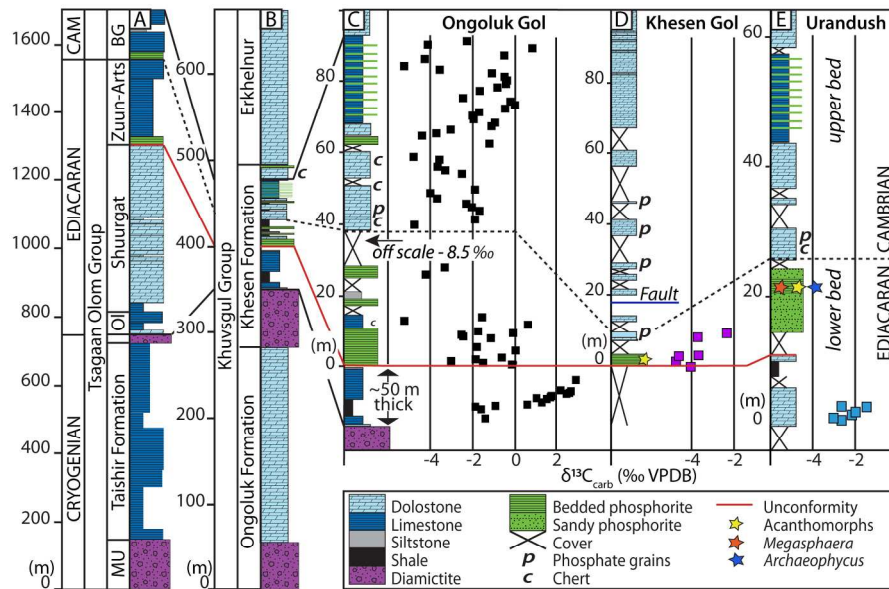 A
B
C Ongoluk Gol
D Khesen Gol
E Urandush
1600
1400
1200
1000
800
600
400
200
(m) 0
CAM
EDIACARAN
CRYOGENIAN
Tsagaan Olom Group
BG
Zuun-Arts
Shuurgat
Ol
Taishir Formation
MU
600
500
400
300
200
100
(m) 0
Khuvsgul Group
Erkhelnur
Khesen Formation
Ongoluk Formation
c
80
60
40
20
(m)
0
c
c
p
c
c
off scale - 8.5 ‰
~50 m
thick
-4 -2 0 2
80
60
40
20
(m)
0
p
p
p
p
Fault
-4 -2
60
40
20
(m)
0
p
c
upper bed
lower bed
CAMBRIAN
EDIACARAN
-4 -2
δ¹³Ccarb (‰ VPDB)
Dolostone
Limestone
Siltstone
Shale
Diamictite
Bedded phosphorite
Sandy phosphorite
Cover
p Phosphate grains
c Chert
Unconformity
Acanthomorphs
Megasphaera
Archaeophycus